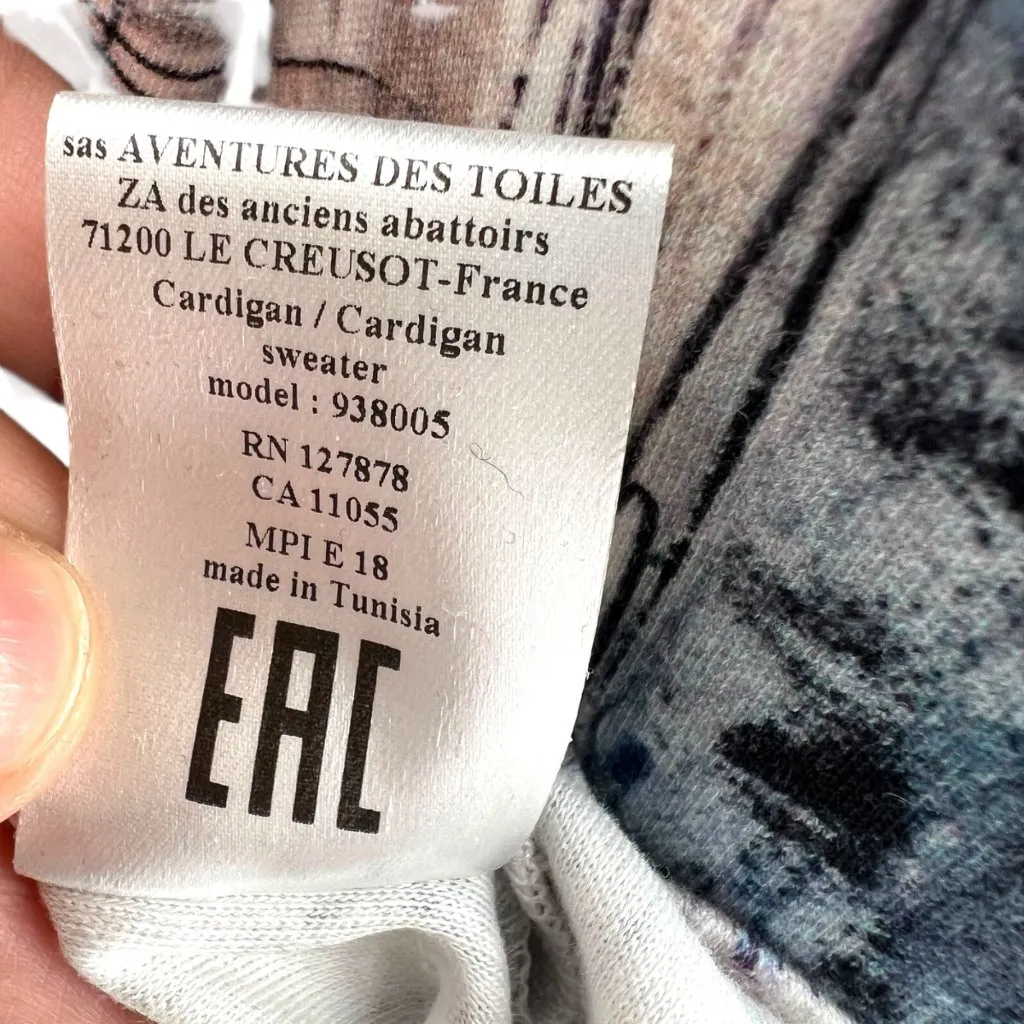 sas AVENTURES DES TOILES
ZA des anciens abattoirs
71200 LE CREUSOT-France
Cardigan / Cardigan
sweater
model : 938005
RN 127878
CA 11055
MPI E 18
made in Tunisia
EAC